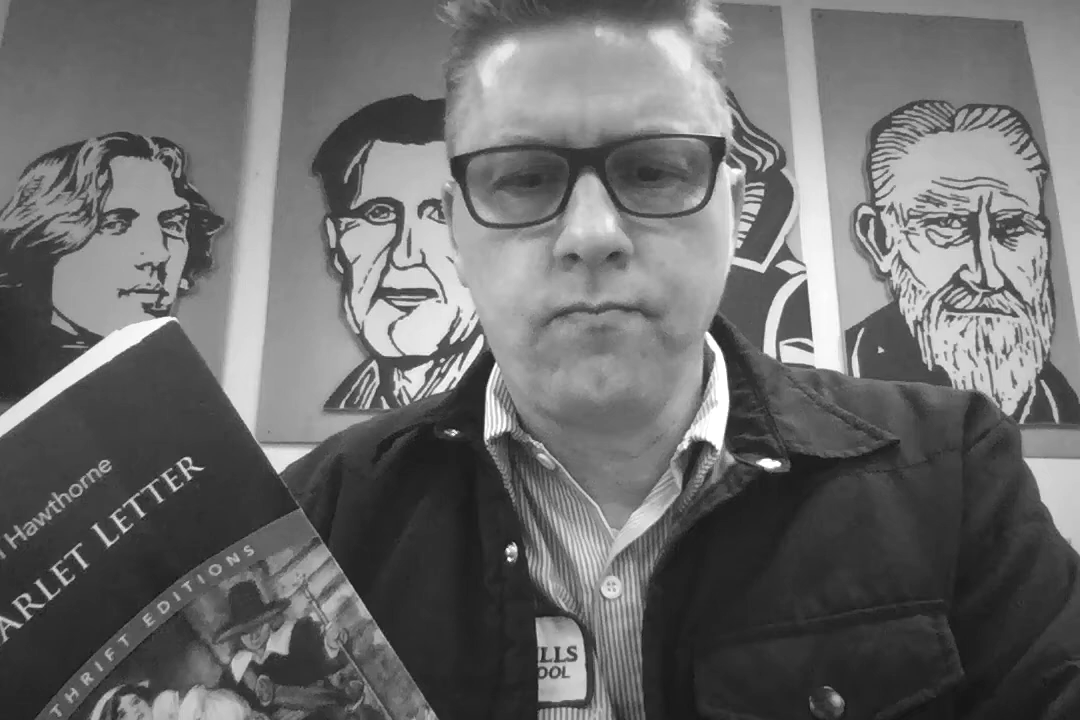 l Hawthorne
ARLET LETTER
THRIFT EDITIONS
LLS
OOL